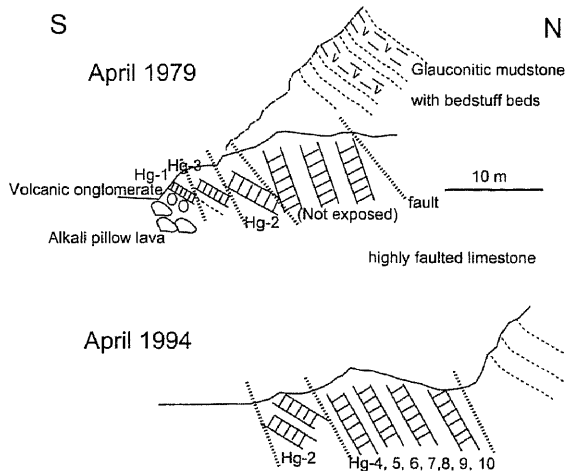 S
N
April 1979
Glauconitic mudstone
with bedstuff beds
Hg-1
Hg-3
Volcanic onglomerate
Alkali pillow lava
Hg-2
(Not exposed)
fault
10 m
highly faulted limestone
April 1994
Hg-2
Hg-4, 5, 6, 7,8, 9, 10